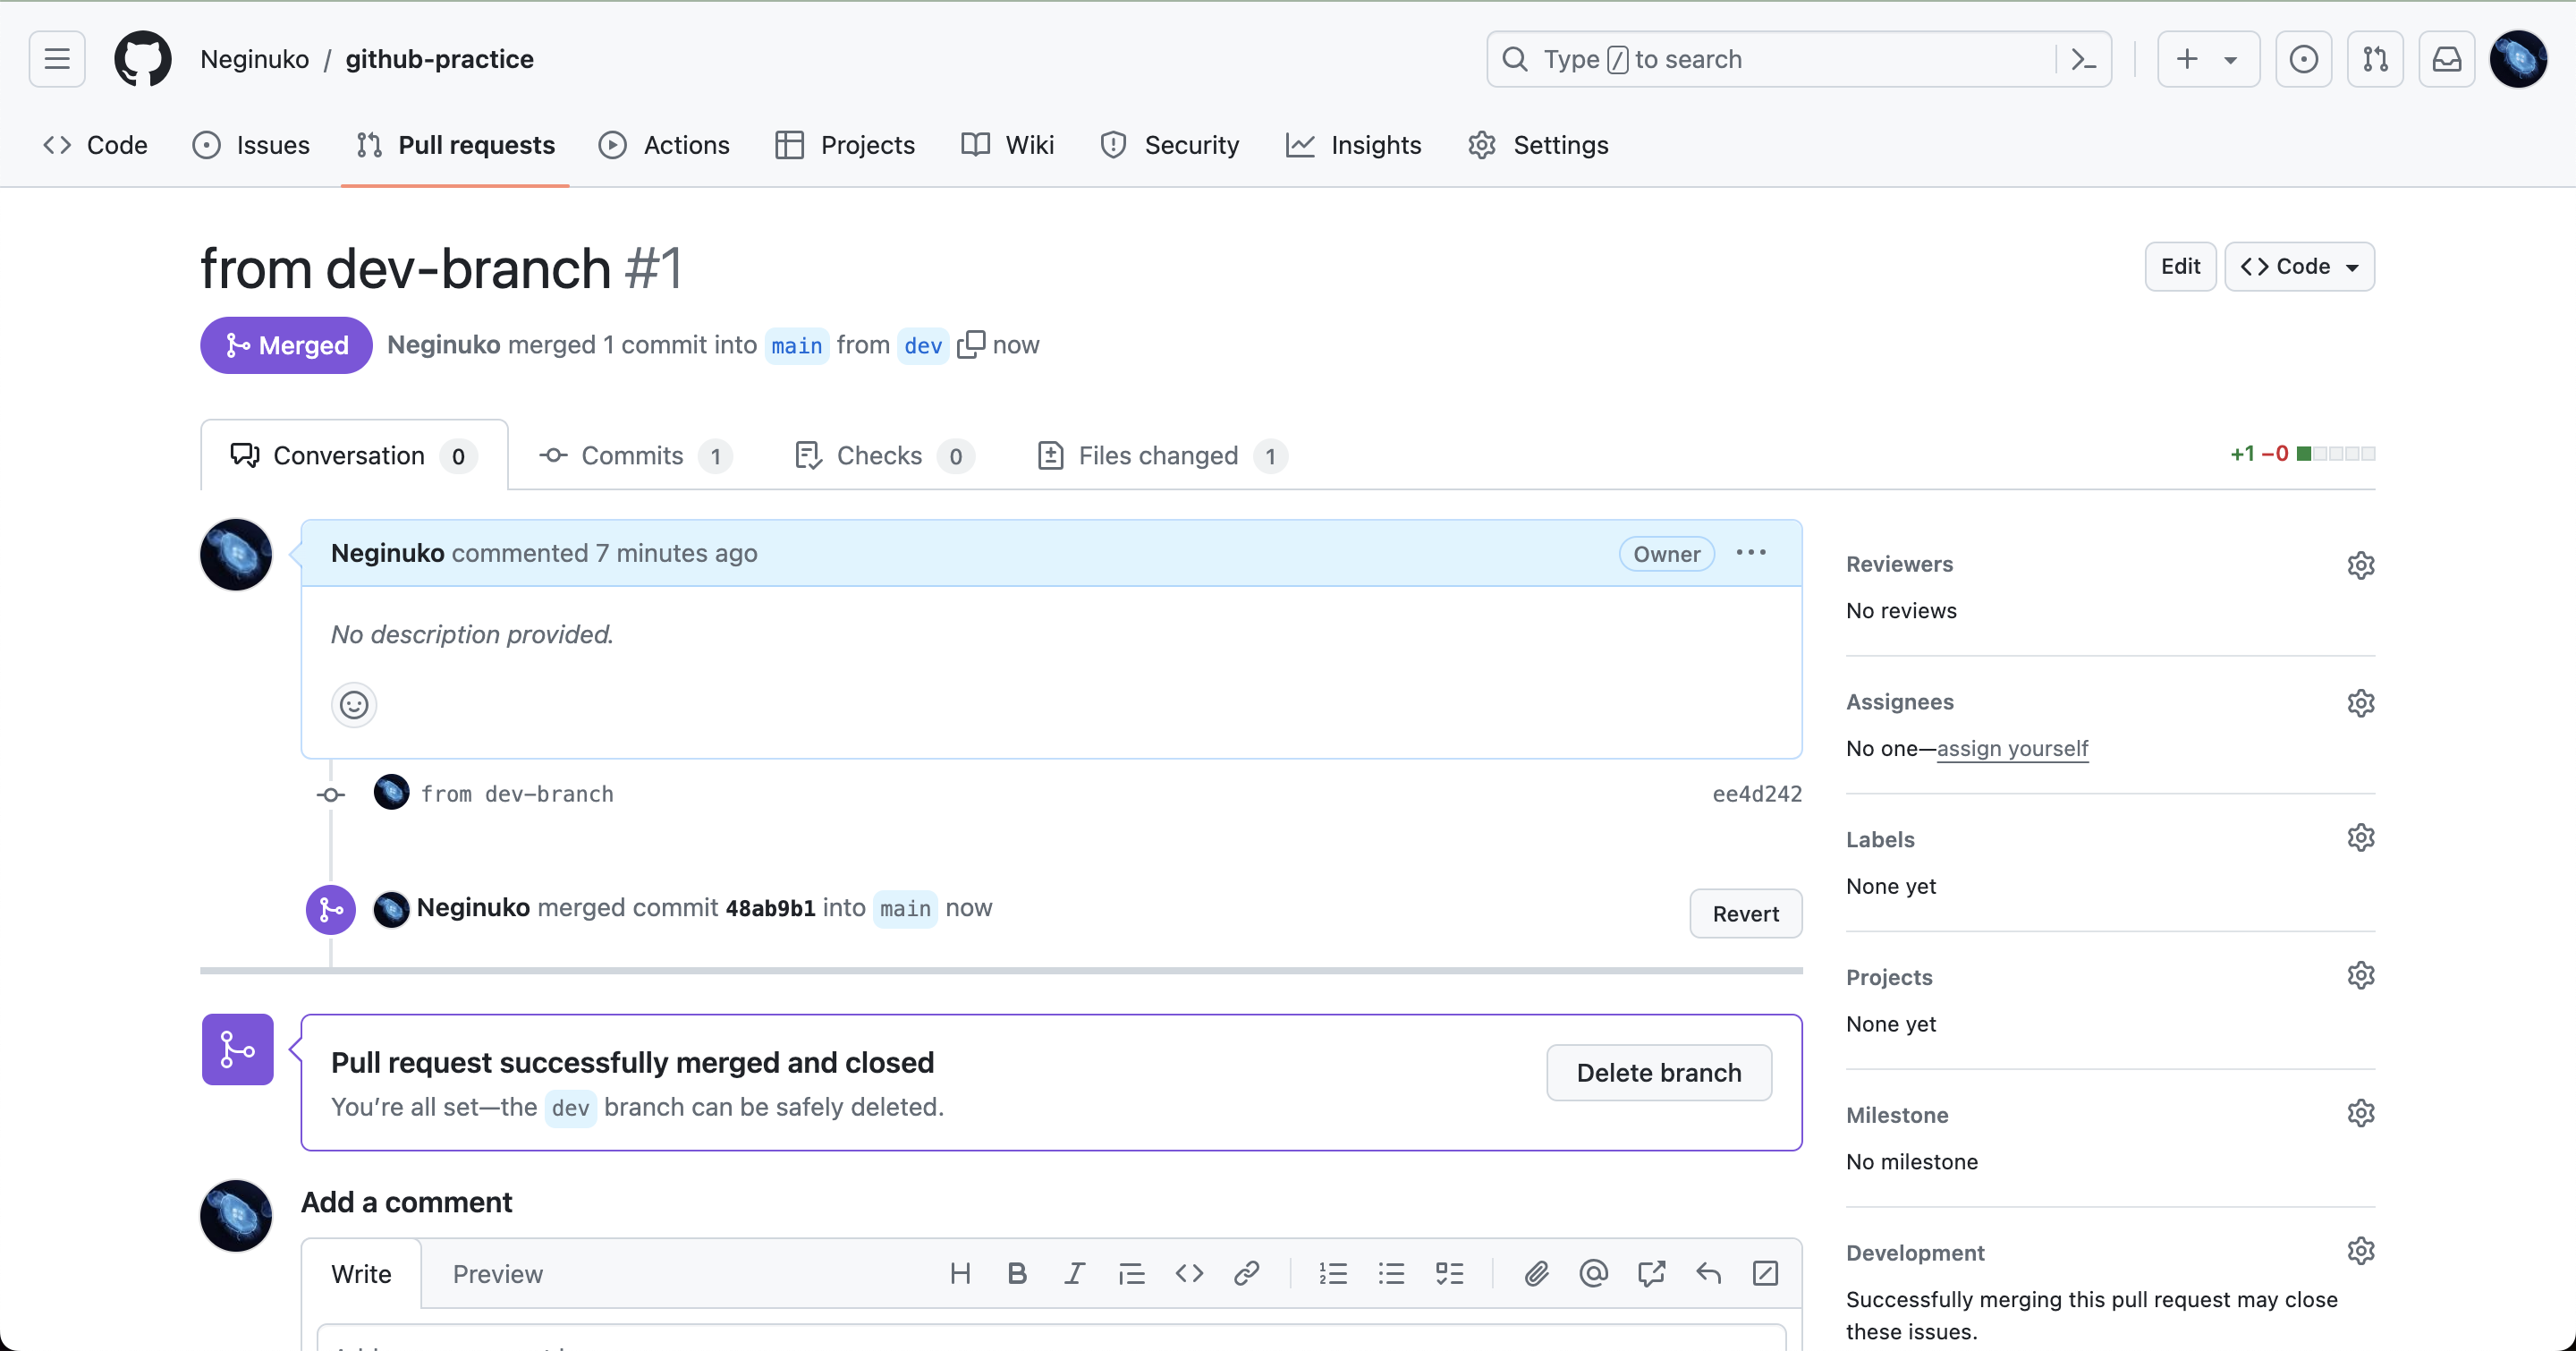 Neginuko / github-practice
Type / to search
Code
Issues
Pull requests
Actions
Projects
Wiki
Security
Insights
Settings
from dev-branch #1
Edit
Code
Merged
Neginuko merged 1 commit into main from dev now
Conversation 0
Commits 1
Checks 0
Files changed 1
+1 −0
Neginuko commented 7 minutes ago
Owner
No description provided.
from dev-branch
ee4d242
Neginuko merged commit 48ab9b1 into main now
Revert
Pull request successfully merged and closed
You’re all set—the dev branch can be safely deleted.
Delete branch
Add a comment
Write
Preview
Reviewers
No reviews
Assignees
No one—assign yourself
Labels
None yet
Projects
None yet
Milestone
No milestone
Development
Successfully merging this pull request may close
these issues.